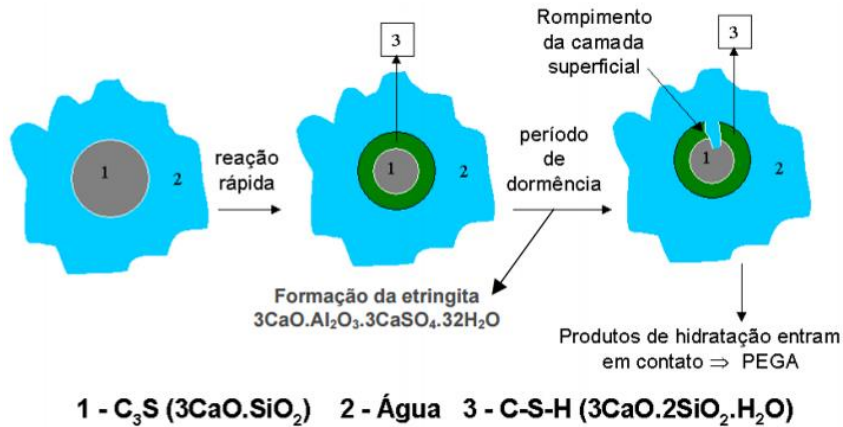 3
Rompimento
da camada
superficial
3
1
2
reação
rápida
1
2
período
de
dormência
1
2
Formação da etringita
3CaO.Al₂O₃.3CaSO₄.32H₂O
Produtos de hidratação entram
em contato ⇒ PEGA
1 - C₃S (3CaO.SiO₂) 2 - Água 3 - C-S-H (3CaO.2SiO₂.H₂O)